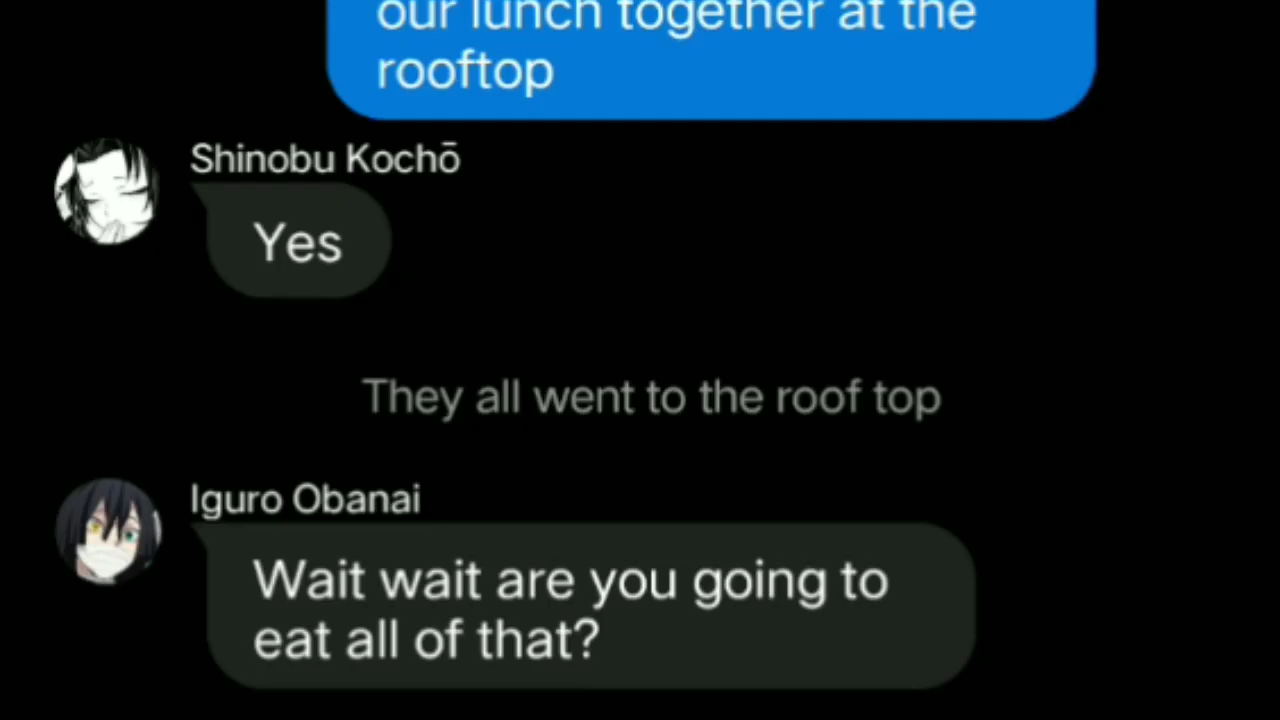 our lunch together at the
rooftop
Shinobu Kochō
Yes
They all went to the roof top
Iguro Obanai
Wait wait are you going to
eat all of that?